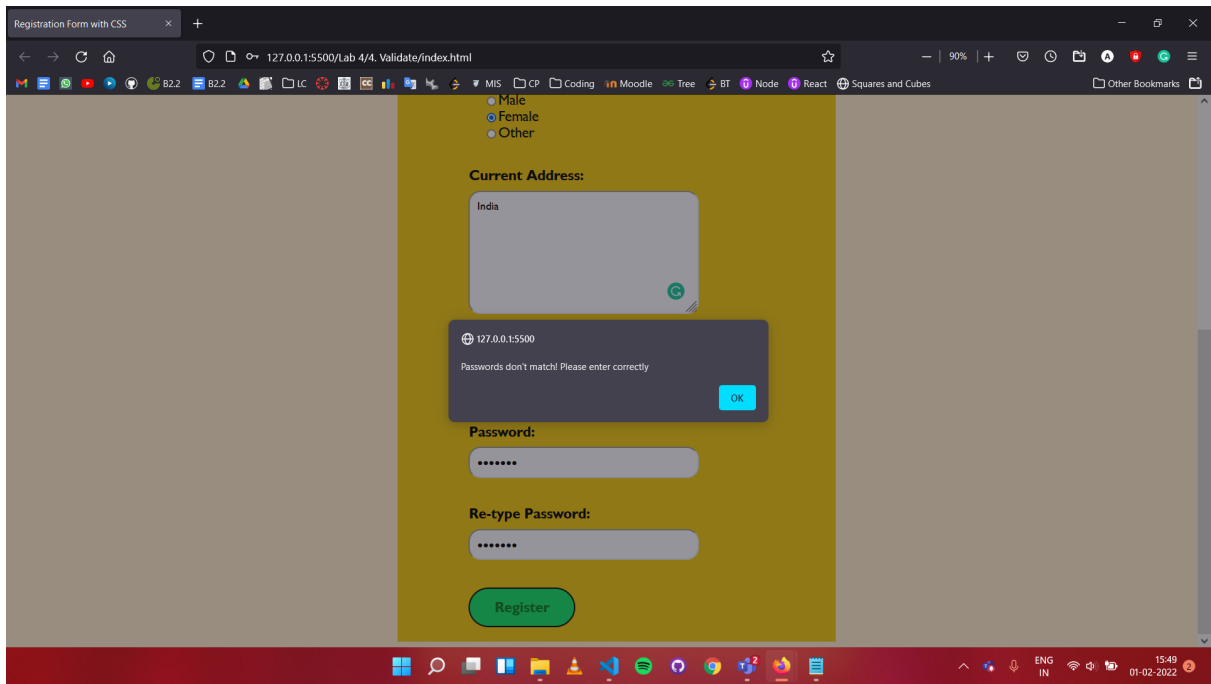 Registration Form with CSS
127.0.0.1:5500/Lab 4/4. Validate/index.html
90%
B2.2
B2.2
LC
MIS
CP
Coding
Moodle
Tree
BT
Node
React
Squares and Cubes
Other Bookmarks
Male
Female
Other
Current Address:
India
127.0.0.1:5500
Passwords don't match! Please enter correctly
OK
Password:
•••••••
Re-type Password:
•••••••
Register
2
ENG
IN
15:49
01-02-2022
2